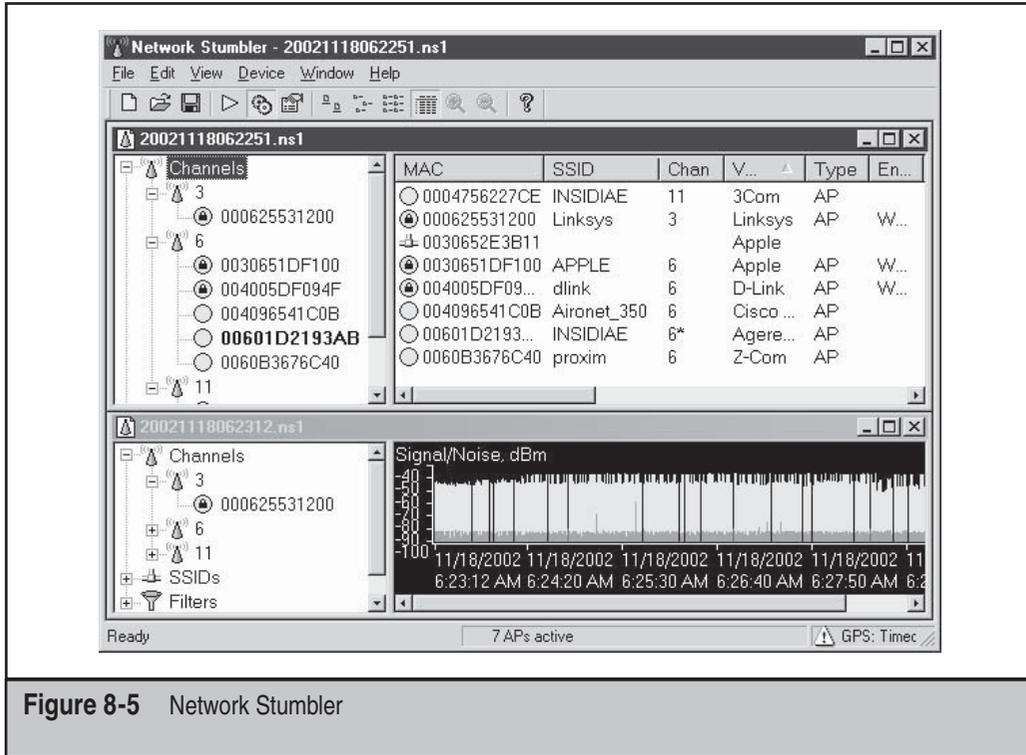 Network Stumbler - 20021118062251.ns1
File Edit View Device Window Help
20021118062251.ns1
Channels
3
000625531200
6
0030651DF100
004005DF094F
004096541C0B
00601D2193AB
0060B3676C40
11
MAC SSID Chan V... Type En...
0004756227CE INSIDIAE 11 3Com AP
000625531200 Linksys 3 Linksys AP W...
0030652E3B11 Apple
0030651DF100 APPLE 6 Apple AP W...
004005DF09... dlink 6 D-Link AP W...
004096541C0B Aironet_350 6 Cisco ... AP
00601D2193... INSIDIAE 6* Agere... AP
0060B3676C40 proxim 6 Z-Com AP
20021118062312.ns1
Channels
3
000625531200
6
11
SSIDs
Filters
Signal/Noise, dBm
-40
-50
-60
-70
-80
-90
-100
11/18/2002 11/18/2002 11/18/2002 11/18/2002 11/18/2002 11
6:23:12 AM 6:24:20 AM 6:25:30 AM 6:26:40 AM 6:27:50 AM 6:2
Ready 7 APs active GPS: Timec
Figure 8-5 Network Stumbler